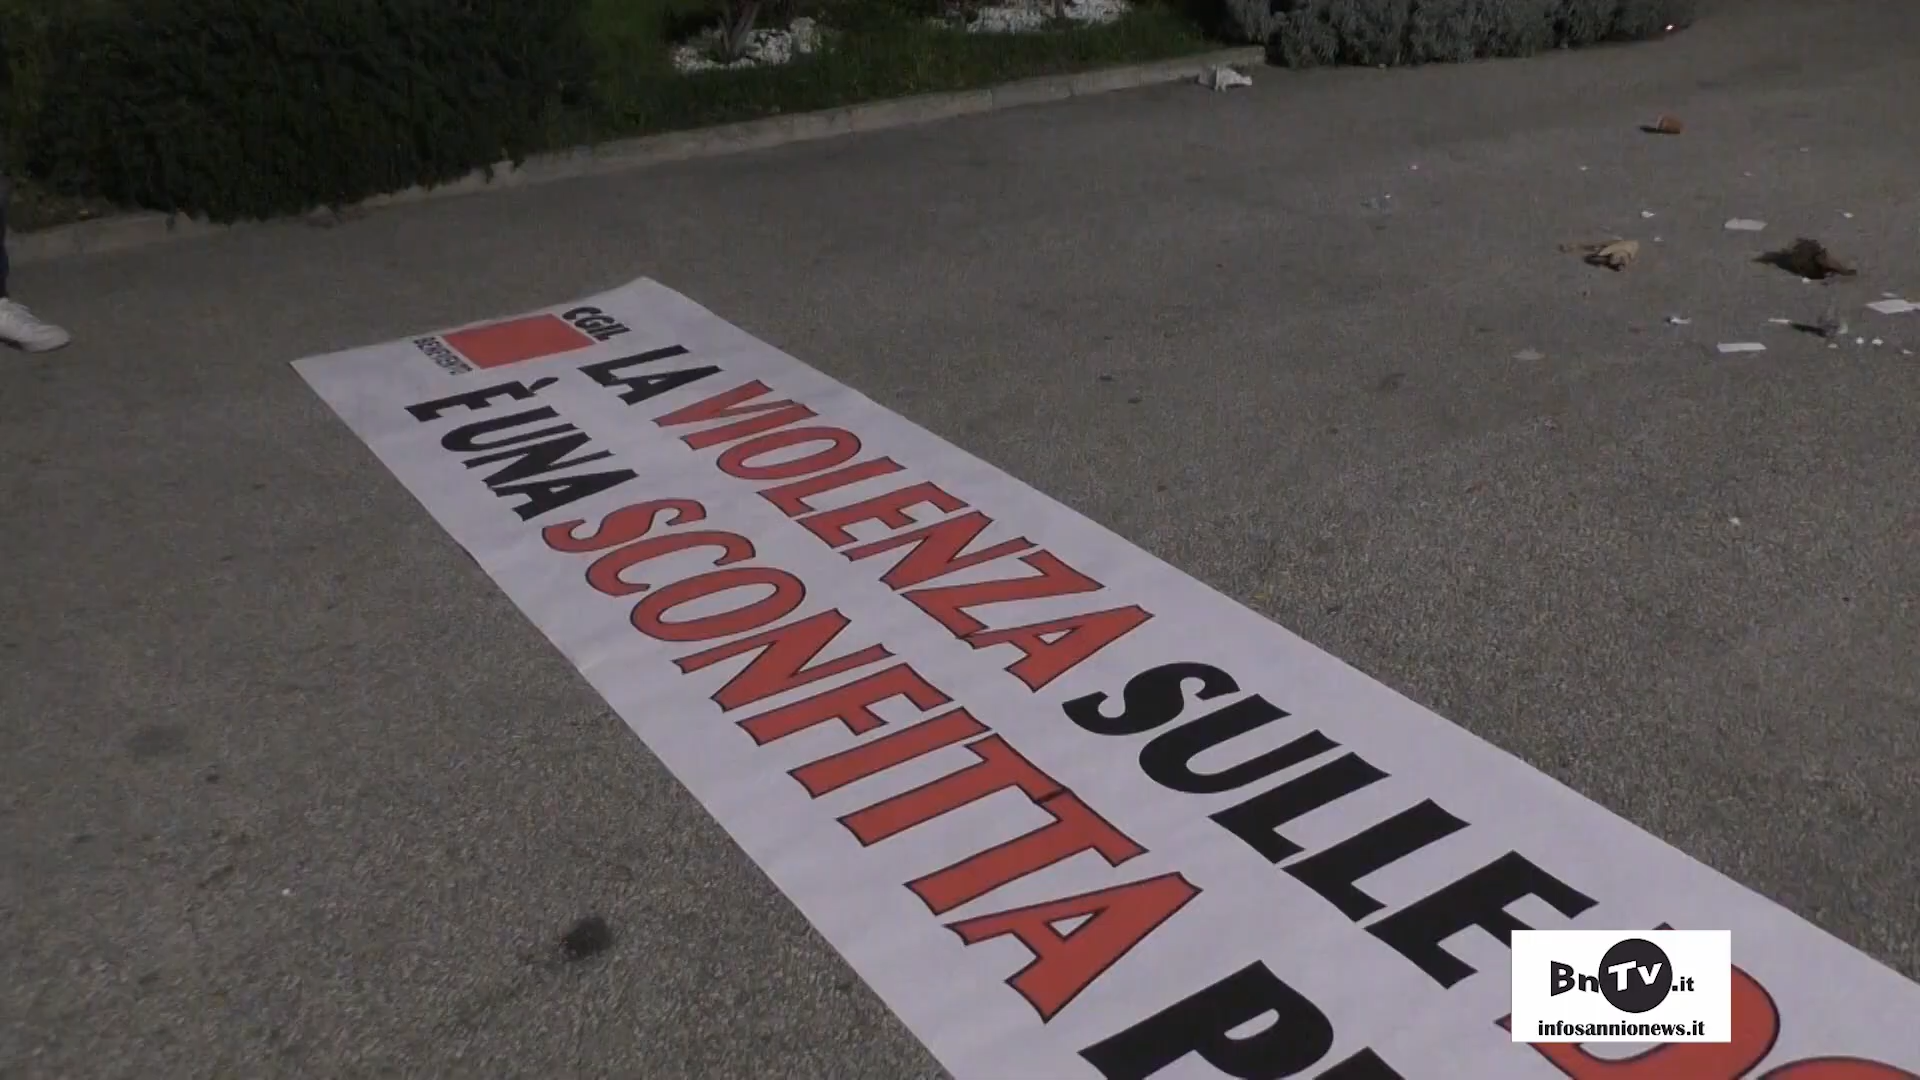 CGIL
BENEVENTO
LA VIOLENZA SULLE
È UNA SCONFITTA
BnTv.it
infosannionews.it